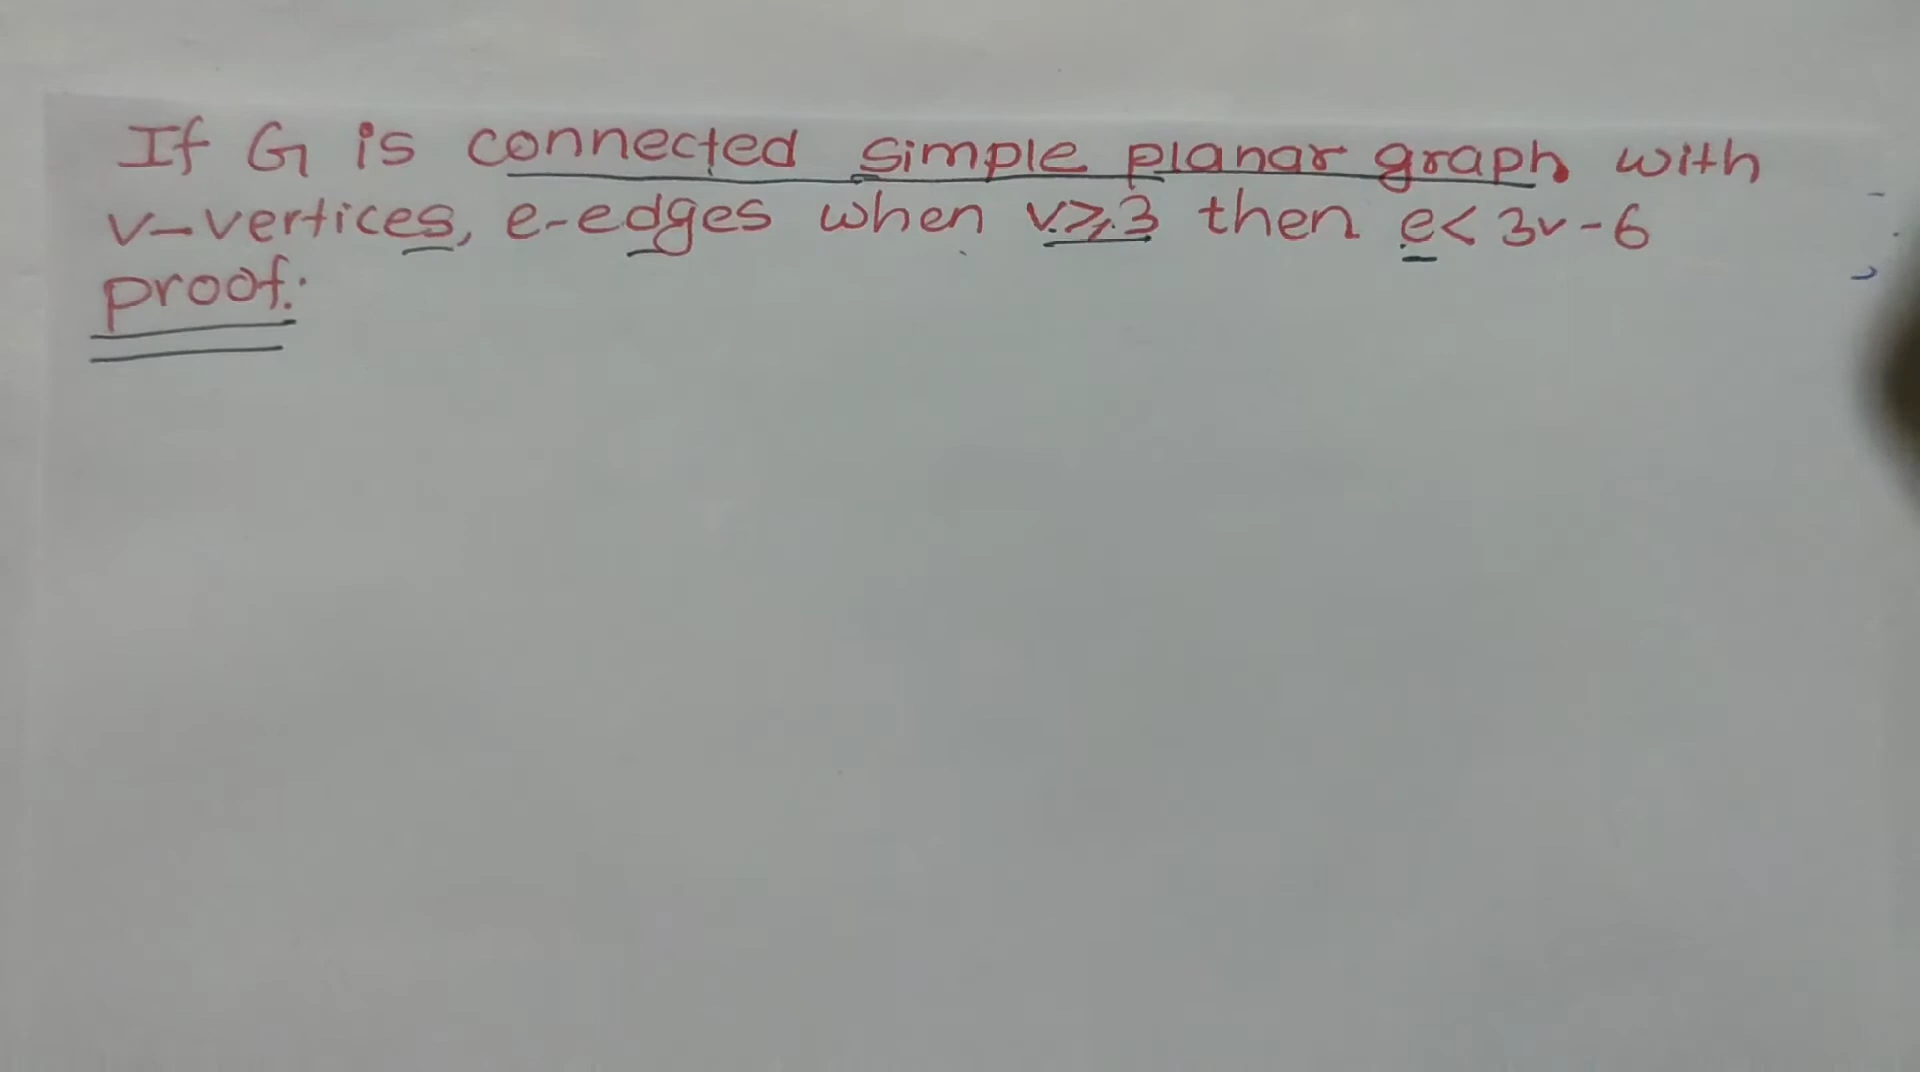 If G is connected simple planar graph with
v-vertices, e-edges when v≥3 then e< 3v-6
proof: